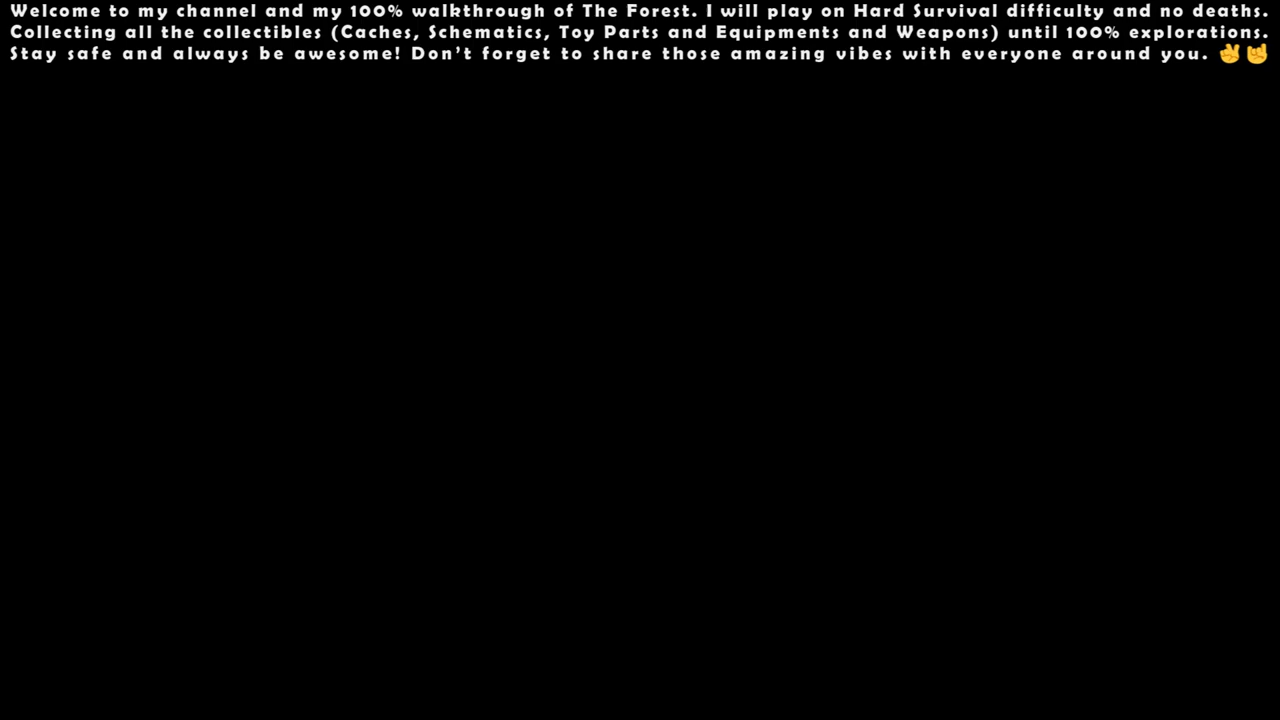 Welcome to my channel and my 100% walkthrough of The Forest. I will play on Hard Survival difficulty and no deaths.
Collecting all the collectibles (Caches, Schematics, Toy Parts and Equipments and Weapons) until 100% explorations.
Stay safe and always be awesome! Don’t forget to share those amazing vibes with everyone around you. ✌️🤘